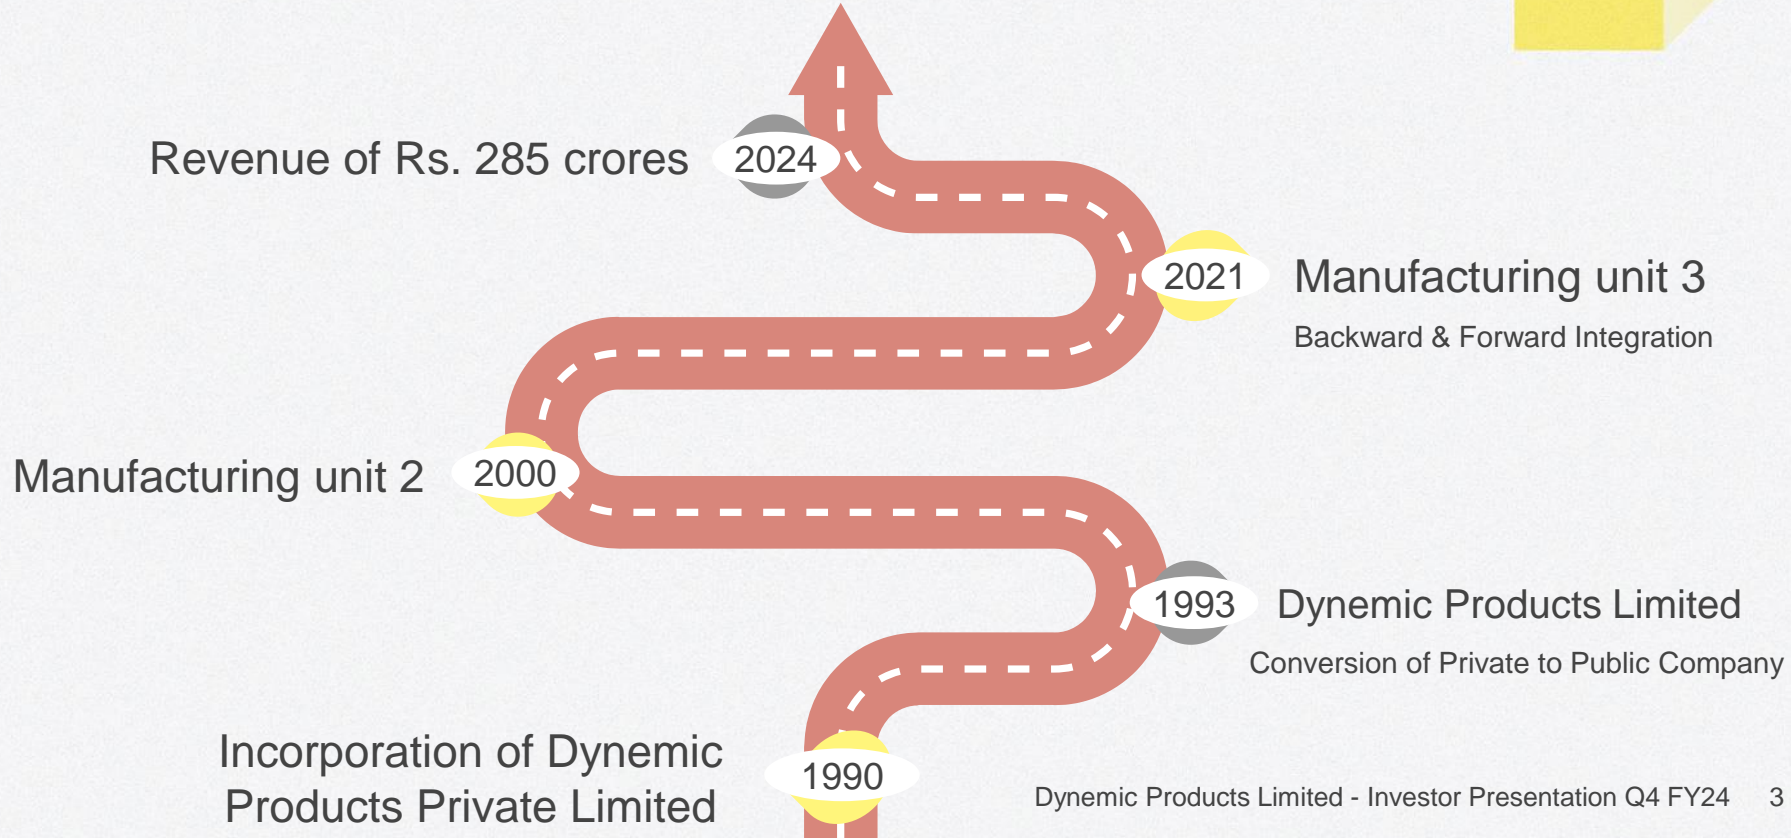 Revenue of Rs. 285 crores
2024
2021
Manufacturing unit 3
Backward & Forward Integration
Manufacturing unit 2
2000
1993
Dynemic Products Limited
Conversion of Private to Public Company
Incorporation of Dynemic
Products Private Limited
1990
Dynemic Products Limited - Investor Presentation Q4 FY24
3